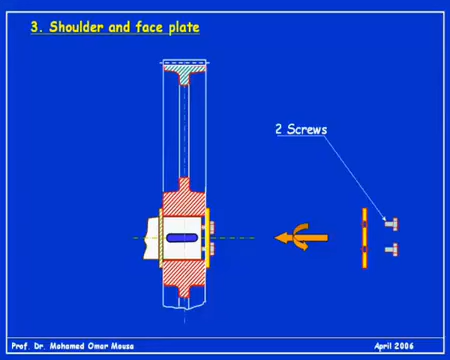 3. Shoulder and face plate
2 Screws
Prof. Dr. Mohamed Omar Mousa
April 2006